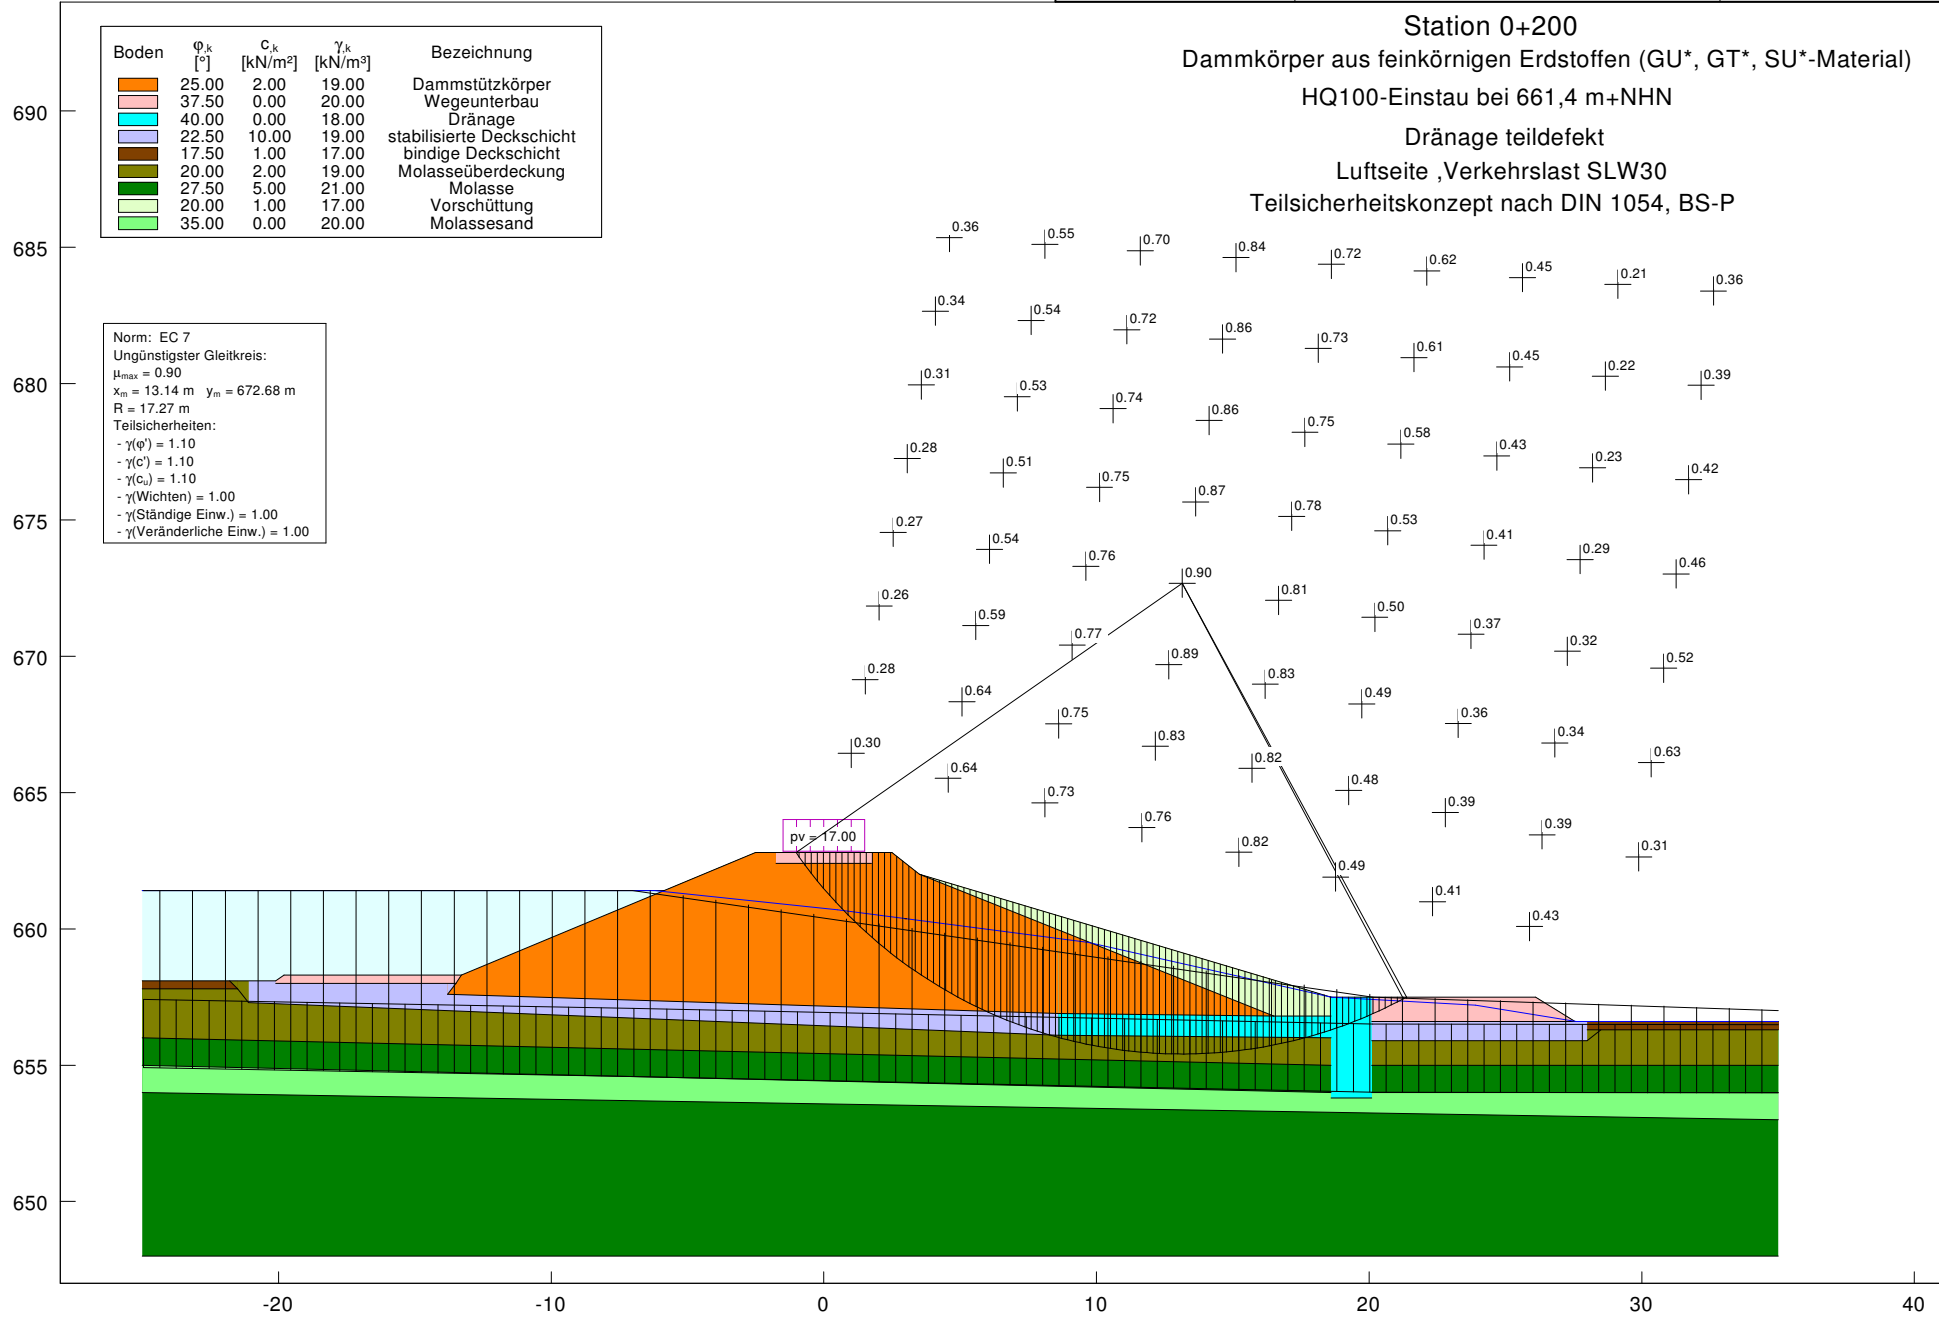 Station 0+200
Dammkörper aus feinkörnigen Erdstoffen (GU*, GT*, SU*-Material)
HQ100-Einstau bei 661,4 m+NHN
Dränage teildefekt
Luftseite ,Verkehrslast SLW30
Teilsicherheitskonzept nach DIN 1054, BS-P
Boden φ,k [°] c,k [kN/m²] γ,k [kN/m³] Bezeichnung
25.00 2.00 19.00 Dammstützkörper
37.50 0.00 20.00 Wegeunterbau
40.00 0.00 18.00 Dränage
22.50 10.00 19.00 stabilisierte Deckschicht
17.50 1.00 17.00 bindige Deckschicht
20.00 2.00 19.00 Molasseüberdeckung
27.50 5.00 21.00 Molasse
20.00 1.00 17.00 Vorschüttung
35.00 0.00 20.00 Molassesand
Norm: EC 7
Ungünstigster Gleitkreis:
μmax = 0.90
xm = 13.14 m ym = 672.68 m
R = 17.27 m
Teilsicherheiten:
- γ(φ') = 1.10
- γ(c') = 1.10
- γ(cu) = 1.10
- γ(Wichten) = 1.00
- γ(Ständige Einw.) = 1.00
- γ(Veränderliche Einw.) = 1.00
0.36 0.55 0.70 0.84 0.72 0.62 0.45 0.21 0.36
0.34 0.54 0.72 0.86 0.73 0.61 0.45 0.22 0.39
0.31 0.53 0.74 0.86 0.75 0.58 0.43 0.23 0.42
0.28 0.51 0.75 0.87 0.78 0.53 0.41 0.29 0.46
0.27 0.54 0.76 0.90 0.81 0.50 0.37 0.32 0.52
0.26 0.59 0.77 0.89 0.83 0.49 0.36 0.34 0.63
0.28 0.64 0.75 0.83 0.82 0.48 0.39 0.39 0.31
0.30 0.64 0.73 0.76 0.82 0.49 0.41 0.43
pv = 17.00
690
685
680
675
670
665
660
655
650
-20 -10 0 10 20 30 40